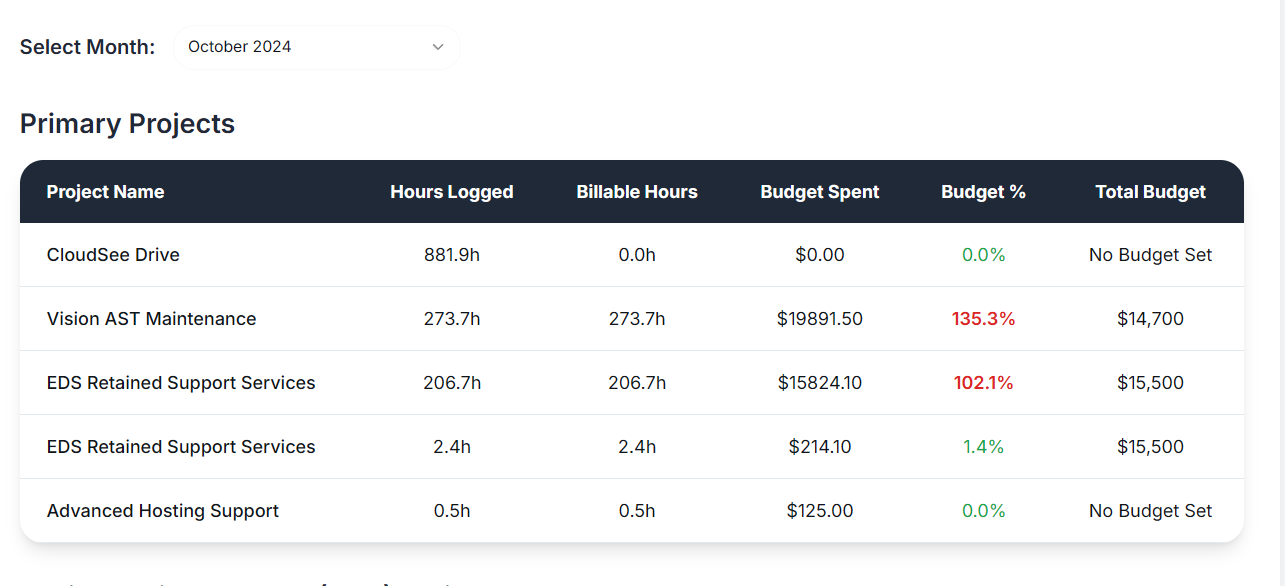 Select Month: October 2024
Primary Projects
Project Name Hours Logged Billable Hours Budget Spent Budget % Total Budget
CloudSee Drive 881.9h 0.0h $0.00 0.0% No Budget Set
Vision AST Maintenance 273.7h 273.7h $19891.50 135.3% $14,700
EDS Retained Support Services 206.7h 206.7h $15824.10 102.1% $15,500
EDS Retained Support Services 2.4h 2.4h $214.10 1.4% $15,500
Advanced Hosting Support 0.5h 0.5h $125.00 0.0% No Budget Set